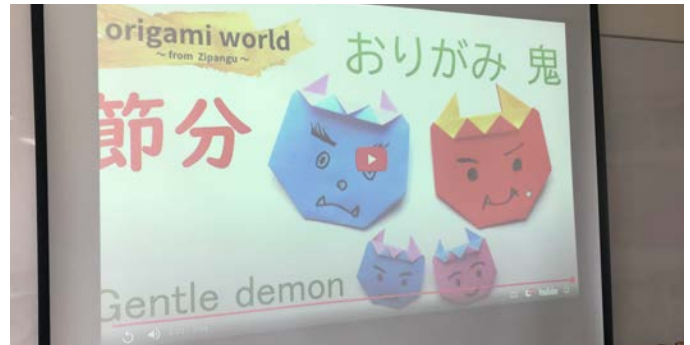 origami world
～from Zipangu～
おりがみ 鬼
節分
Gentle demon